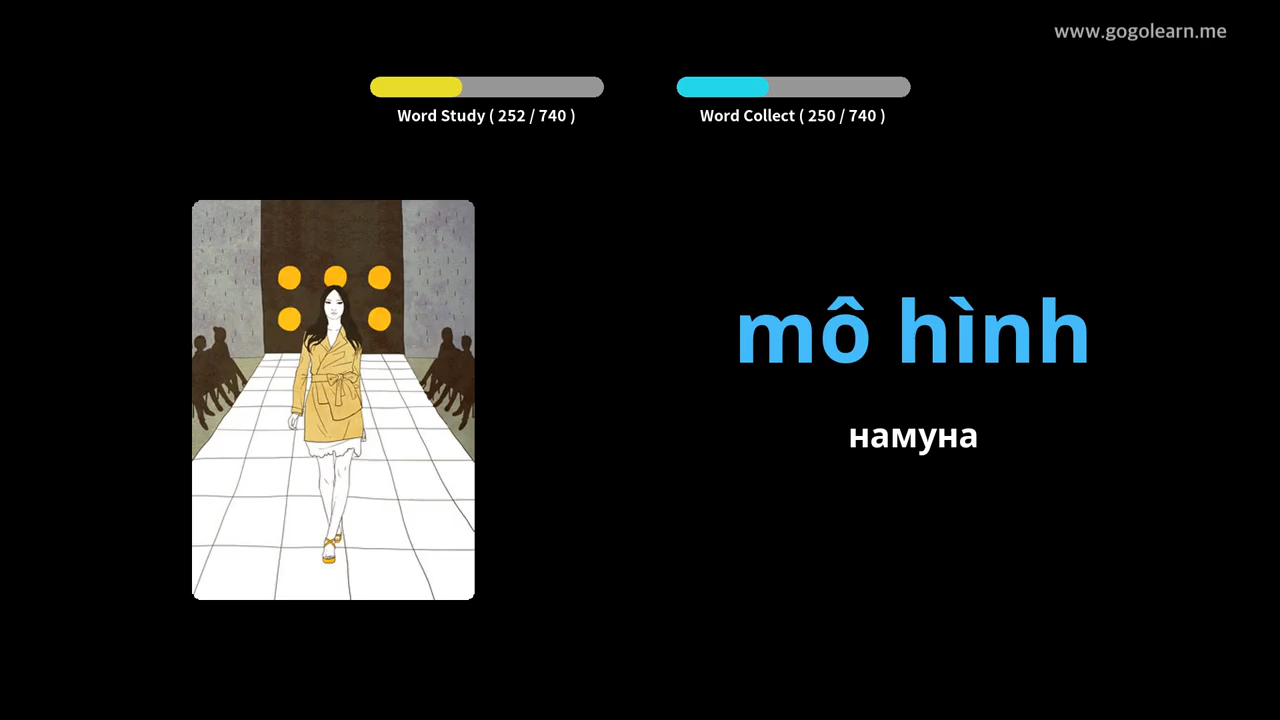 www.gogolearn.me
Word Study ( 252 / 740 )
Word Collect ( 250 / 740 )
mô hình
намуна